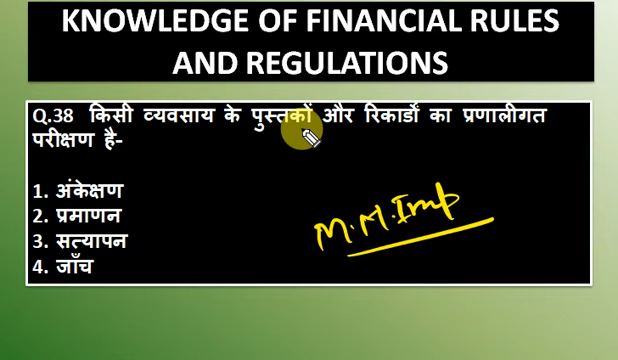 KNOWLEDGE OF FINANCIAL RULES
AND REGULATIONS
Q.38 किसी व्यवसाय के पुस्तकों और रिकार्डों का प्रणालीगत
परीक्षण है-
1. अंकेक्षण
2. प्रमाणन
3. सत्यापन
4. जाँच
M.M.Imp